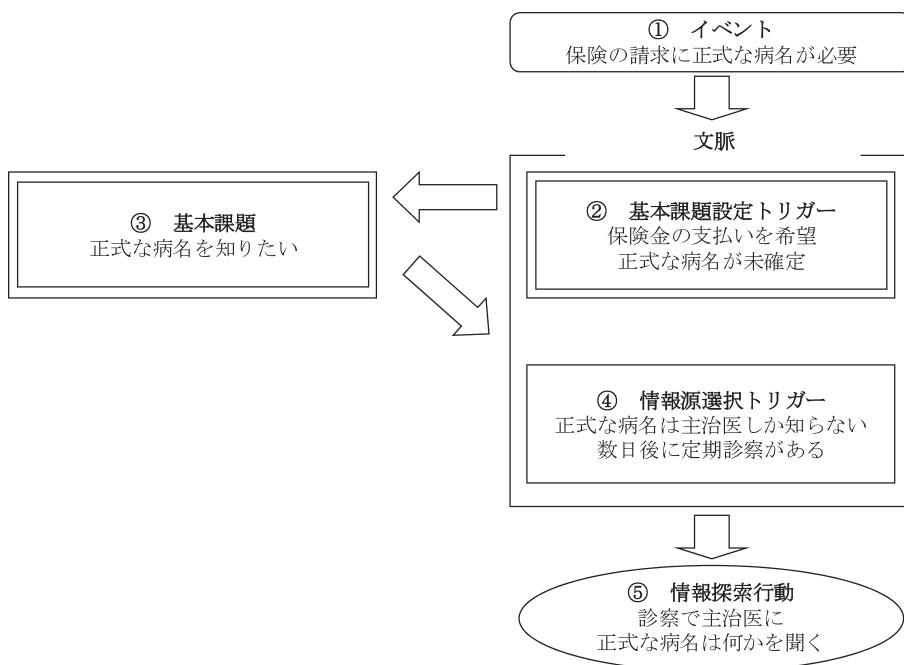 ① イベント
保険の請求に正式な病名が必要
文脈
② 基本課題設定トリガー
保険金の支払いを希望
正式な病名が未確定
③ 基本課題
正式な病名を知りたい
④ 情報源選択トリガー
正式な病名は主治医しか知らない
数日後に定期診察がある
⑤ 情報探索行動
診察で主治医に
正式な病名は何かを聞く